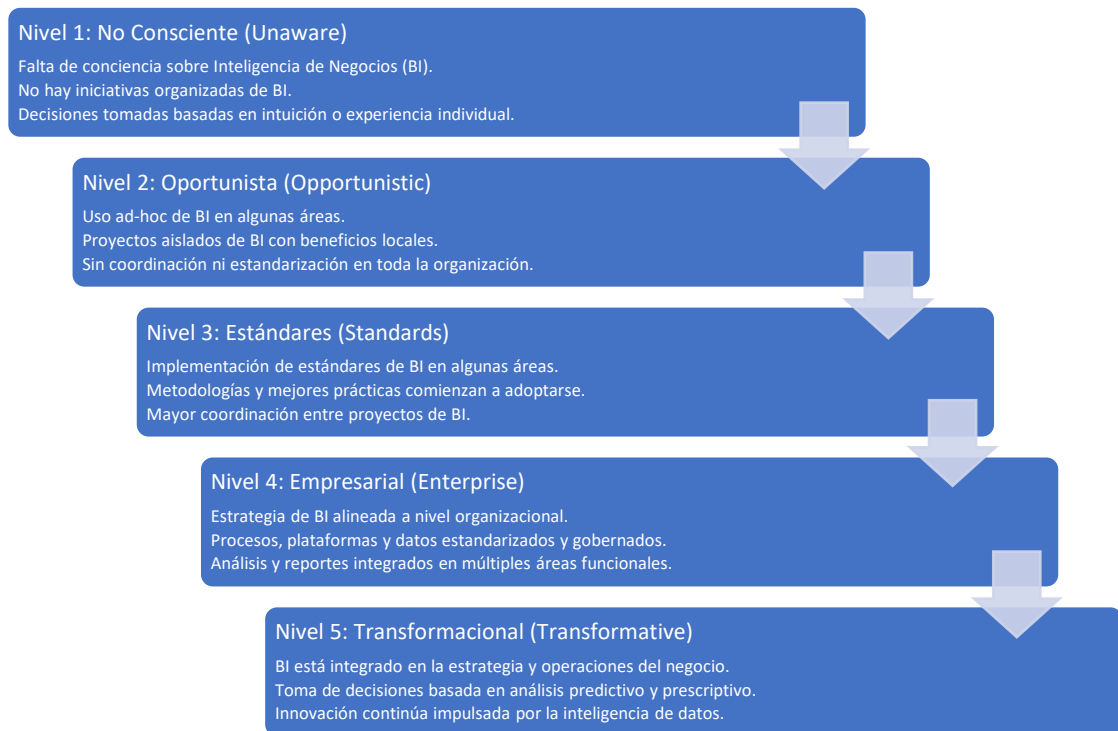 Nivel 1: No Consciente (Unaware)
Falta de conciencia sobre Inteligencia de Negocios (BI).
No hay iniciativas organizadas de BI.
Decisiones tomadas basadas en intuición o experiencia individual.
Nivel 2: Oportunista (Opportunistic)
Uso ad-hoc de BI en algunas áreas.
Proyectos aislados de BI con beneficios locales.
Sin coordinación ni estandarización en toda la organización.
Nivel 3: Estándares (Standards)
Implementación de estándares de BI en algunas áreas.
Metodologías y mejores prácticas comienzan a adoptarse.
Mayor coordinación entre proyectos de BI.
Nivel 4: Empresarial (Enterprise)
Estrategia de BI alineada a nivel organizacional.
Procesos, plataformas y datos estandarizados y gobernados.
Análisis y reportes integrados en múltiples áreas funcionales.
Nivel 5: Transformacional (Transformative)
BI está integrado en la estrategia y operaciones del negocio.
Toma de decisiones basada en análisis predictivo y prescriptivo.
Innovación continúa impulsada por la inteligencia de datos.